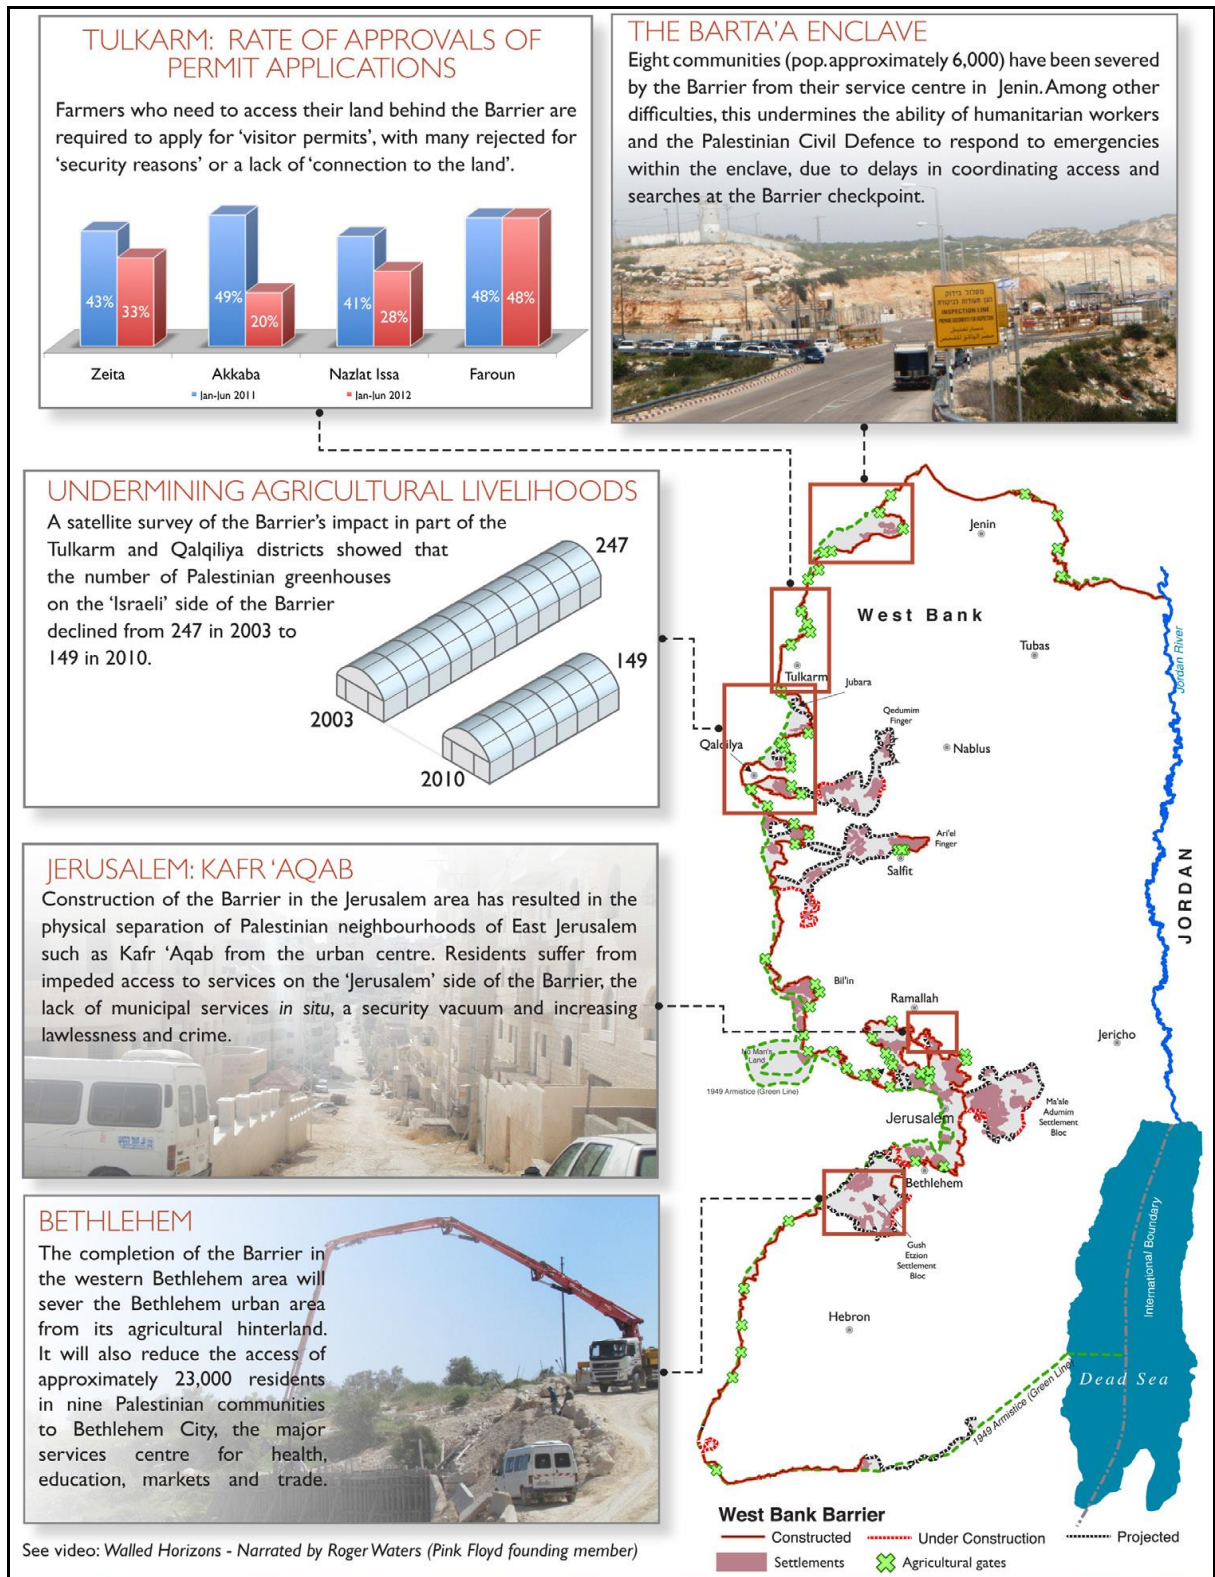 TULKARM: RATE OF APPROVALS OF
PERMIT APPLICATIONS
Farmers who need to access their land behind the Barrier are
required to apply for ‘visitor permits’, with many rejected for
‘security reasons’ or a lack of ‘connection to the land’.
43%
33%
49%
20%
41%
28%
48%
48%
Zeita
Akkaba
Nazlat Issa
Faroun
Jan-Jun 2011
Jan-Jun 2012
THE BARTA’A ENCLAVE
Eight communities (pop.approximately 6,000) have been severed
by the Barrier from their service centre in Jenin. Among other
difficulties, this undermines the ability of humanitarian workers
and the Palestinian Civil Defence to respond to emergencies
within the enclave, due to delays in coordinating access and
searches at the Barrier checkpoint.
מסלול בידוק
INSPECTION LINE
UNDERMINING AGRICULTURAL LIVELIHOODS
A satellite survey of the Barrier’s impact in part of the
Tulkarm and Qalqiliya districts showed that
the number of Palestinian greenhouses
on the ‘Israeli’ side of the Barrier
declined from 247 in 2003 to
149 in 2010.
247
2003
149
2010
JERUSALEM: KAFR ‘AQAB
Construction of the Barrier in the Jerusalem area has resulted in the
physical separation of Palestinian neighbourhoods of East Jerusalem
such as Kafr ‘Aqab from the urban centre. Residents suffer from
impeded access to services on the ‘Jerusalem’ side of the Barrier, the
lack of municipal services in situ, a security vacuum and increasing
lawlessness and crime.
BETHLEHEM
The completion of the Barrier in
the western Bethlehem area will
sever the Bethlehem urban area
from its agricultural hinterland.
It will also reduce the access of
approximately 23,000 residents
in nine Palestinian communities
to Bethlehem City, the major
services centre for health,
education, markets and trade.
See video: Walled Horizons - Narrated by Roger Waters (Pink Floyd founding member)
Jenin
West Bank
Tubas
Jordan River
Tulkarm
Jubara
Qedumim
Finger
Qalqilya
Nablus
Ari'el
Finger
Salfit
JORDAN
Bil'in
Ramallah
Jericho
No Man's
Land
1949 Armistice (Green Line)
Jerusalem
Ma'ale
Adumim
Settlement
Bloc
Bethlehem
Gush
Etzion
Settlement
Bloc
International Boundary
Hebron
Dead Sea
1949 Armistice (Green Line)
West Bank Barrier
Constructed
Under Construction
Projected
Settlements
Agricultural gates